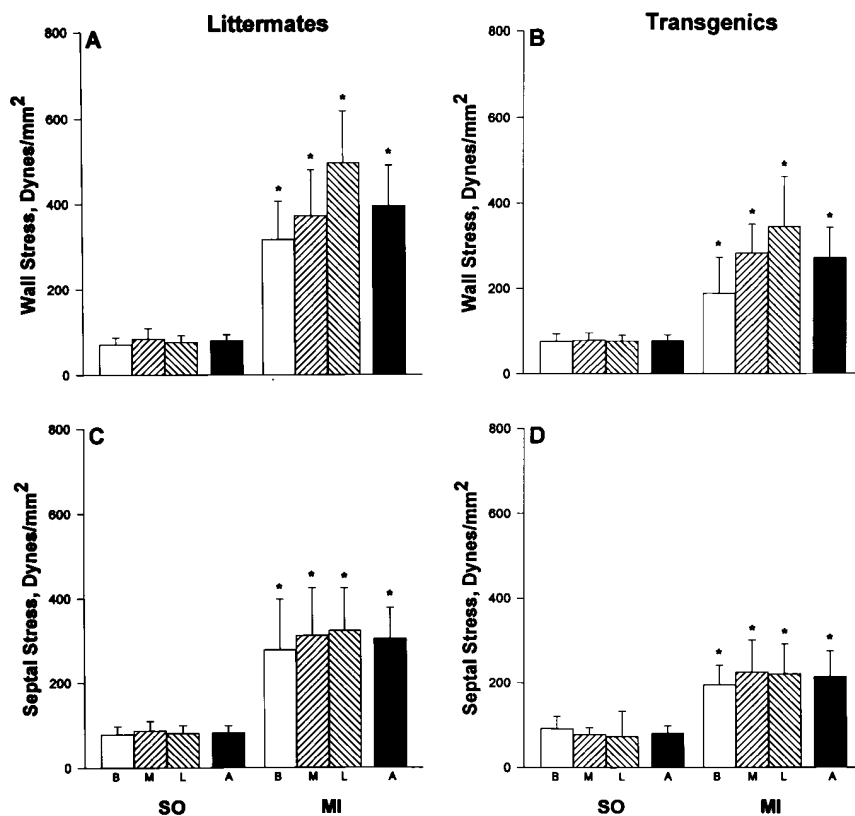 Littermates
Transgenics
A
800
600
400
200
0
Wall Stress, Dynes/mm2
* * * *
B
800
600
400
200
0
Wall Stress, Dynes/mm2
* * * *
C
800
600
400
200
0
Septal Stress, Dynes/mm2
* * * *
B M L A B M L A
SO MI
D
800
600
400
200
0
Septal Stress, Dynes/mm2
* * * *
B M L A B M L A
SO MI